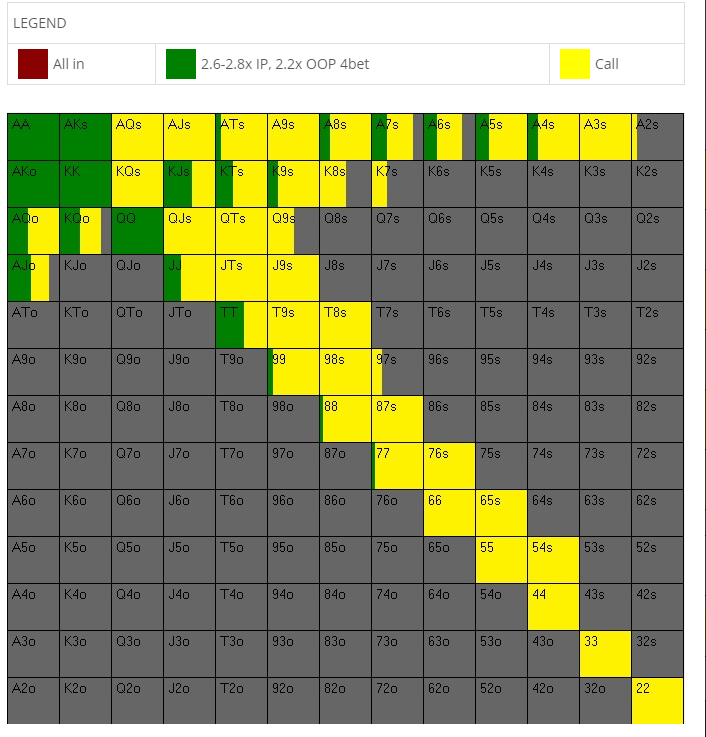 LEGEND
All in 2.6-2.8x IP, 2.2x OOP 4bet Call
AA AKs AQs AJs ATs A9s A8s A7s A6s A5s A4s A3s A2s
AKo KK KQs KJs KTs K9s K8s K7s K6s K5s K4s K3s K2s
AQo KQo QQ QJs QTs Q9s Q8s Q7s Q6s Q5s Q4s Q3s Q2s
AJo KJo QJo JJ JTs J9s J8s J7s J6s J5s J4s J3s J2s
ATo KTo QTo JTo TT T9s T8s T7s T6s T5s T4s T3s T2s
A9o K9o Q9o J9o T9o 99 98s 97s 96s 95s 94s 93s 92s
A8o K8o Q8o J8o T8o 98o 88 87s 86s 85s 84s 83s 82s
A7o K7o Q7o J7o T7o 97o 87o 77 76s 75s 74s 73s 72s
A6o K6o Q6o J6o T6o 96o 86o 76o 66 65s 64s 63s 62s
A5o K5o Q5o J5o T5o 95o 85o 75o 65o 55 54s 53s 52s
A4o K4o Q4o J4o T4o 94o 84o 74o 64o 54o 44 43s 42s
A3o K3o Q3o J3o T3o 93o 83o 73o 63o 53o 43o 33 32s
A2o K2o Q2o J2o T2o 92o 82o 72o 62o 52o 42o 32o 22